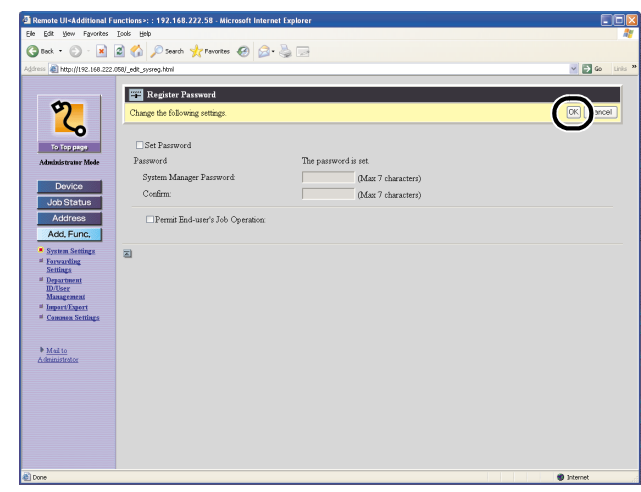 Remote UI<Additional Functions>: : 192.168.222.58 - Microsoft Internet Explorer
File Edit View Favorites Tools Help
Back Search Favorites
Address http://192.168.222.058/_edit_sysreg.html Go Links »
Register Password
Change the following settings. OK Cancel
To Top page
Administrator Mode
Device
Job Status
Address
Add. Func.
System Settings
Forwarding
Settings
Department
ID/User
Management
Import/Export
Common Settings
Mail to
Administrator
Set Password
Password The password is set.
System Manager Password: (Max 7 characters)
Confirm: (Max 7 characters)
Permit End-user's Job Operation:
Done Internet